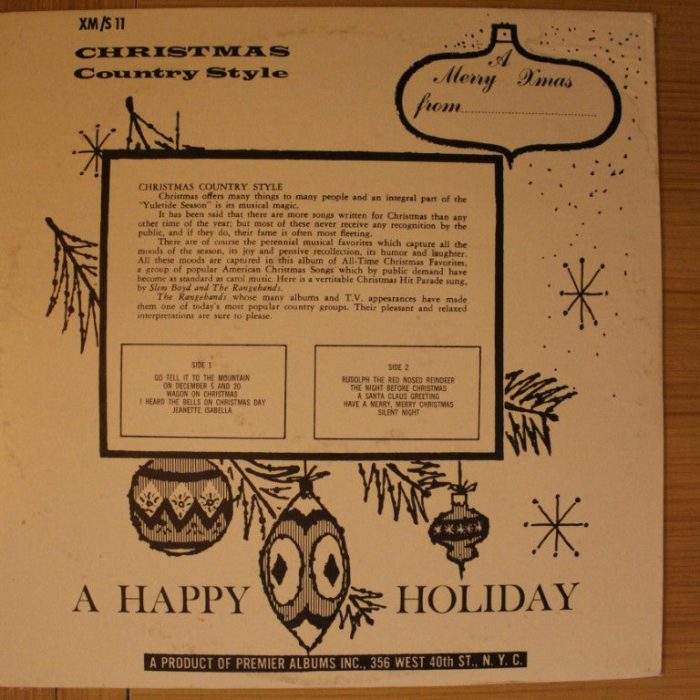 XM/S 11
CHRISTMAS
Country Style
A
Merry Xmas
from
CHRISTMAS COUNTRY STYLE
Christmas offers many things to many people and an integral part of the
"Yuletide Season" is its musical magic.
It has been said that there are more songs written for Christmas than any
other time of the year; but most of these never receive any recognition by the
public, and if they do, their fame is often most fleeting.
There are of course the perennial musical favorites which capture all the
moods of the season, its joy and pensive recollection, its humor and laughter.
All these moods are captured in this album of All-Time Christmas Favorites,
a group of popular American Christmas Songs which by public demand have
become as standard as carol music. Here is a vertitable Christmas Hit Parade sung,
by Slim Boyd and The Rangehands.
The Rangehands whose many albums and T.V. appearances have made
them one of today's most popular country groups. Their pleasant and relaxed
interpretations are sure to please.
SIDE 1
GO TELL IT TO THE MOUNTAIN
ON DECEMBER 5 AND 20
WAGON ON CHRISTMAS
I HEARD THE BELLS ON CHRISTMAS DAY
JEANETTE ISABELLA
SIDE 2
RUDOLPH THE RED NOSED REINDEER
THE NIGHT BEFORE CHRISTMAS
A SANTA CLAUS GREETING
HAVE A MERRY, MERRY CHRISTMAS
SILENT NIGHT
A HAPPY HOLIDAY
A PRODUCT OF PREMIER ALBUMS INC., 356 WEST 40th ST., N. Y. C.